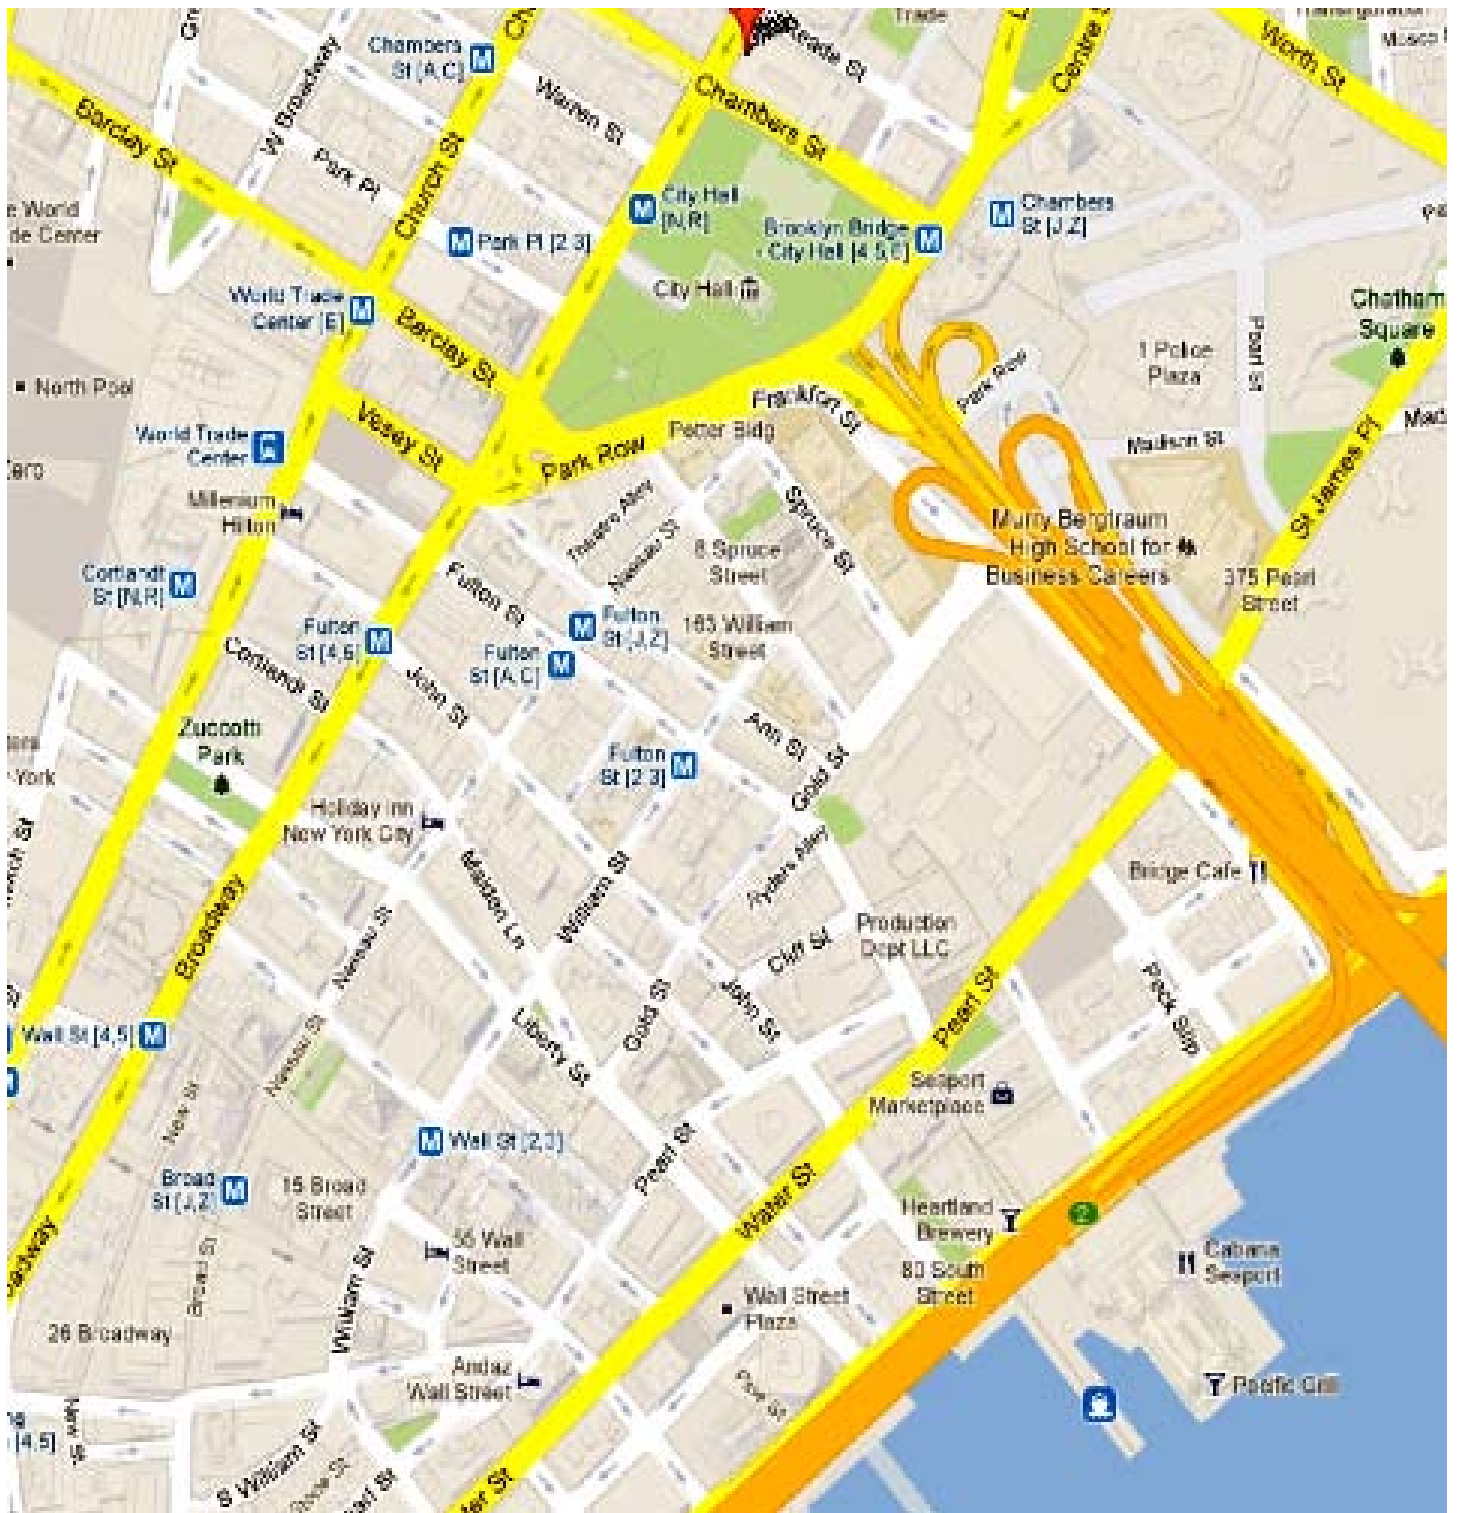 Trade
Chambers
St [A,C]
W Broadway
Reade St
Centre
Worth St
Warren St
Chambers St
Barclay St
Park Pl
Church St
City Hall
[N,R]
Park Pl [2 3]
Brooklyn Bridge
- City Hall [4,5,6]
Chambers
St [J,Z]
City Hall
World Trade
Center [E]
Barclay St
Chatham
Square
North Pool
1 Police
Plaza
Pearl St
Park Row
Frankfort St
Vesey St
Park Row
Madison St
World Trade
Center
St James Pl
Millenium
Hilton
Theatre Alley
Nassau St
Spruce St
8 Spruce
Street
Murry Bergtraum
High School for
Business Careers
375 Pearl
Street
Cortlandt
St [N,R]
Fulton St
Fulton
St [4,5]
Fulton
St [J,Z]
Fulton
St [A,C]
Cortlandt St
John St
Zuccotti
Park
Ann St
Fulton
St [2 3]
Gold St
Holiday Inn
New York City
Maiden Ln
William St
Ryders Alley
Bridge Cafe
Broadway
Nassau St
Production
Dept LLC
Cliff St
John St
Pearl St
Peck Slip
Wall St [4,5]
Nassau St
Liberty St
Gold St
New St
Seaport
Marketplace
Wall St [2,3]
Pearl St
Broad
St [J,Z]
15 Broad
Street
Water St
Heartland
Brewery
55 Wall
Street
Cabana
Seaport
80 South
Street
Broad St
William St
Wall Street
Plaza
26 Broadway
Andaz
Wall Street
Pacific Grill
New St
[4,5]
S William St